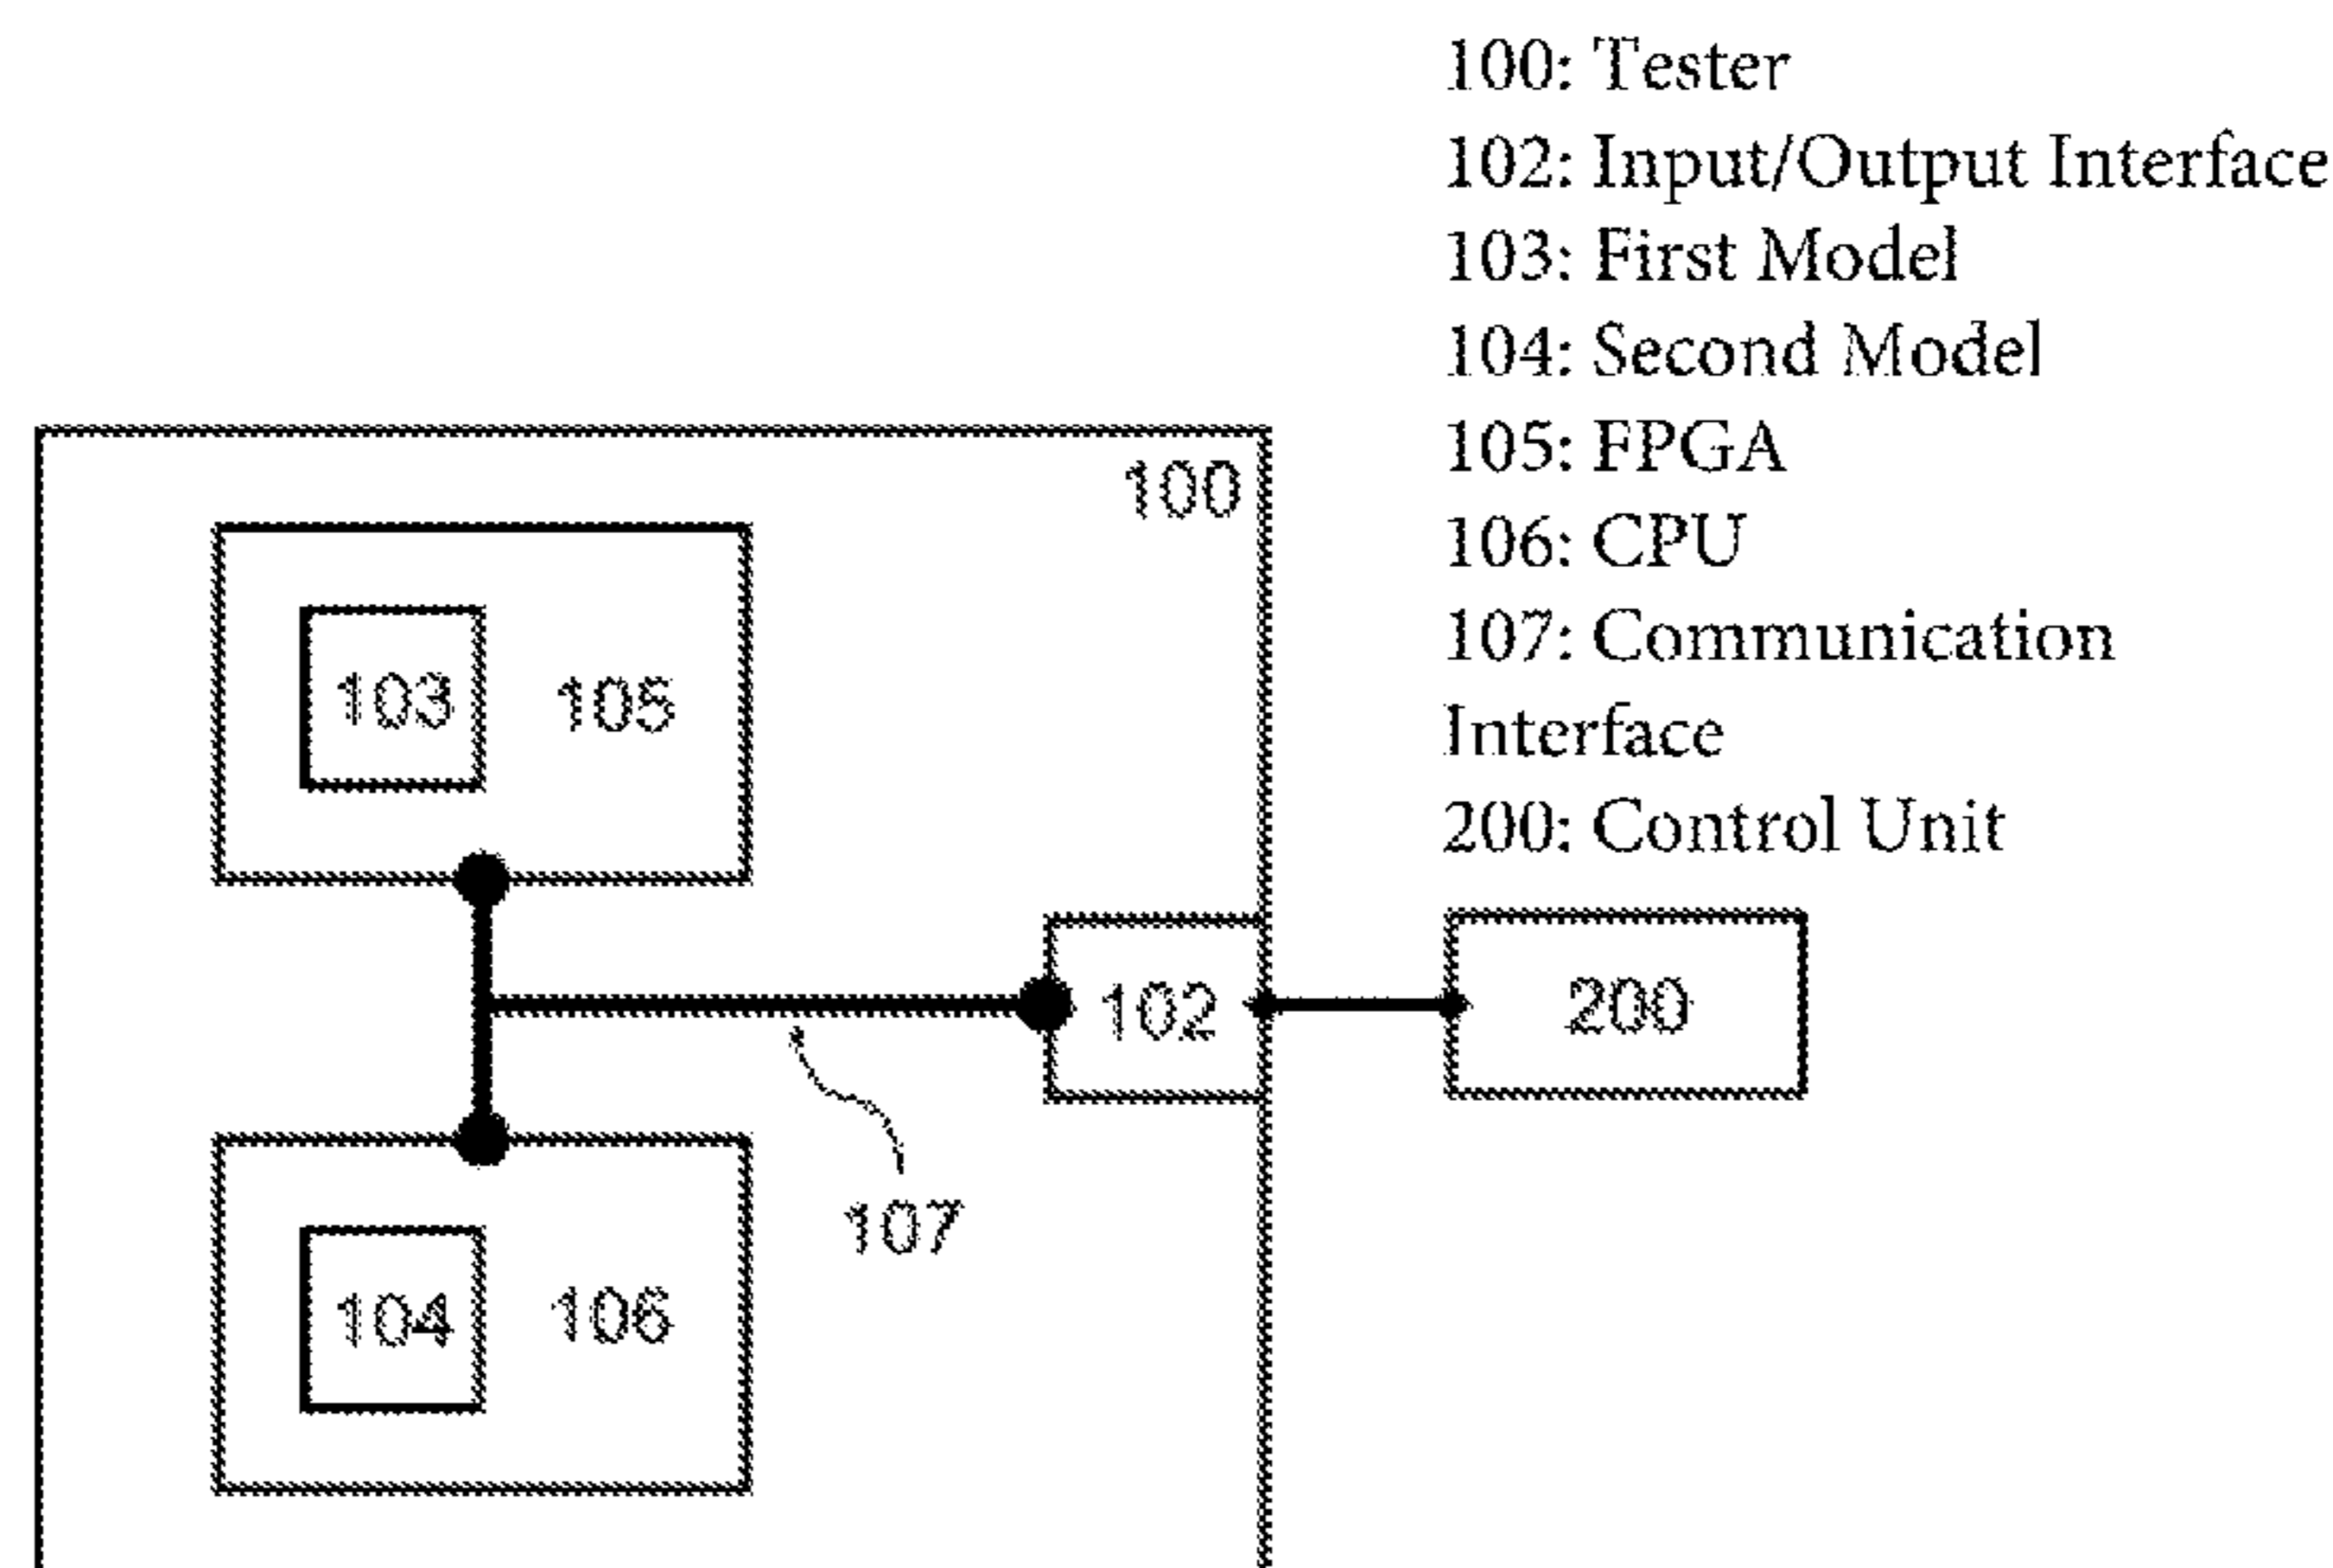 100: Tester
102: Input/Output Interface
103: First Model
104: Second Model
105: FPGA
106: CPU
107: Communication
Interface
200: Control Unit
100
103 105
102 200
107
104 106